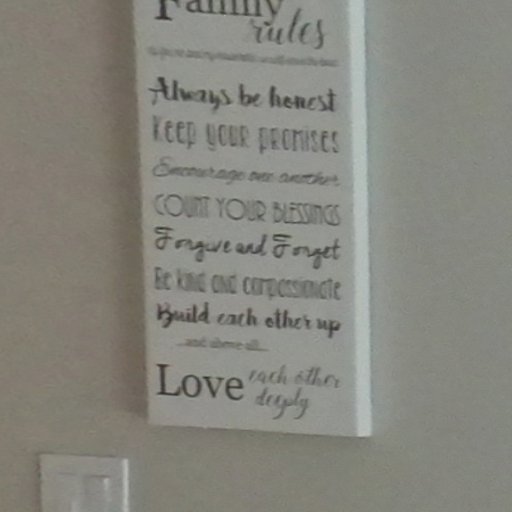 Family
rules
Always be honest
Keep your promises
Encourage one another
COUNT YOUR BLESSINGS
Forgive and Forget
Be kind and compassionate
Build each other up
...and above all...
Love each other
deeply